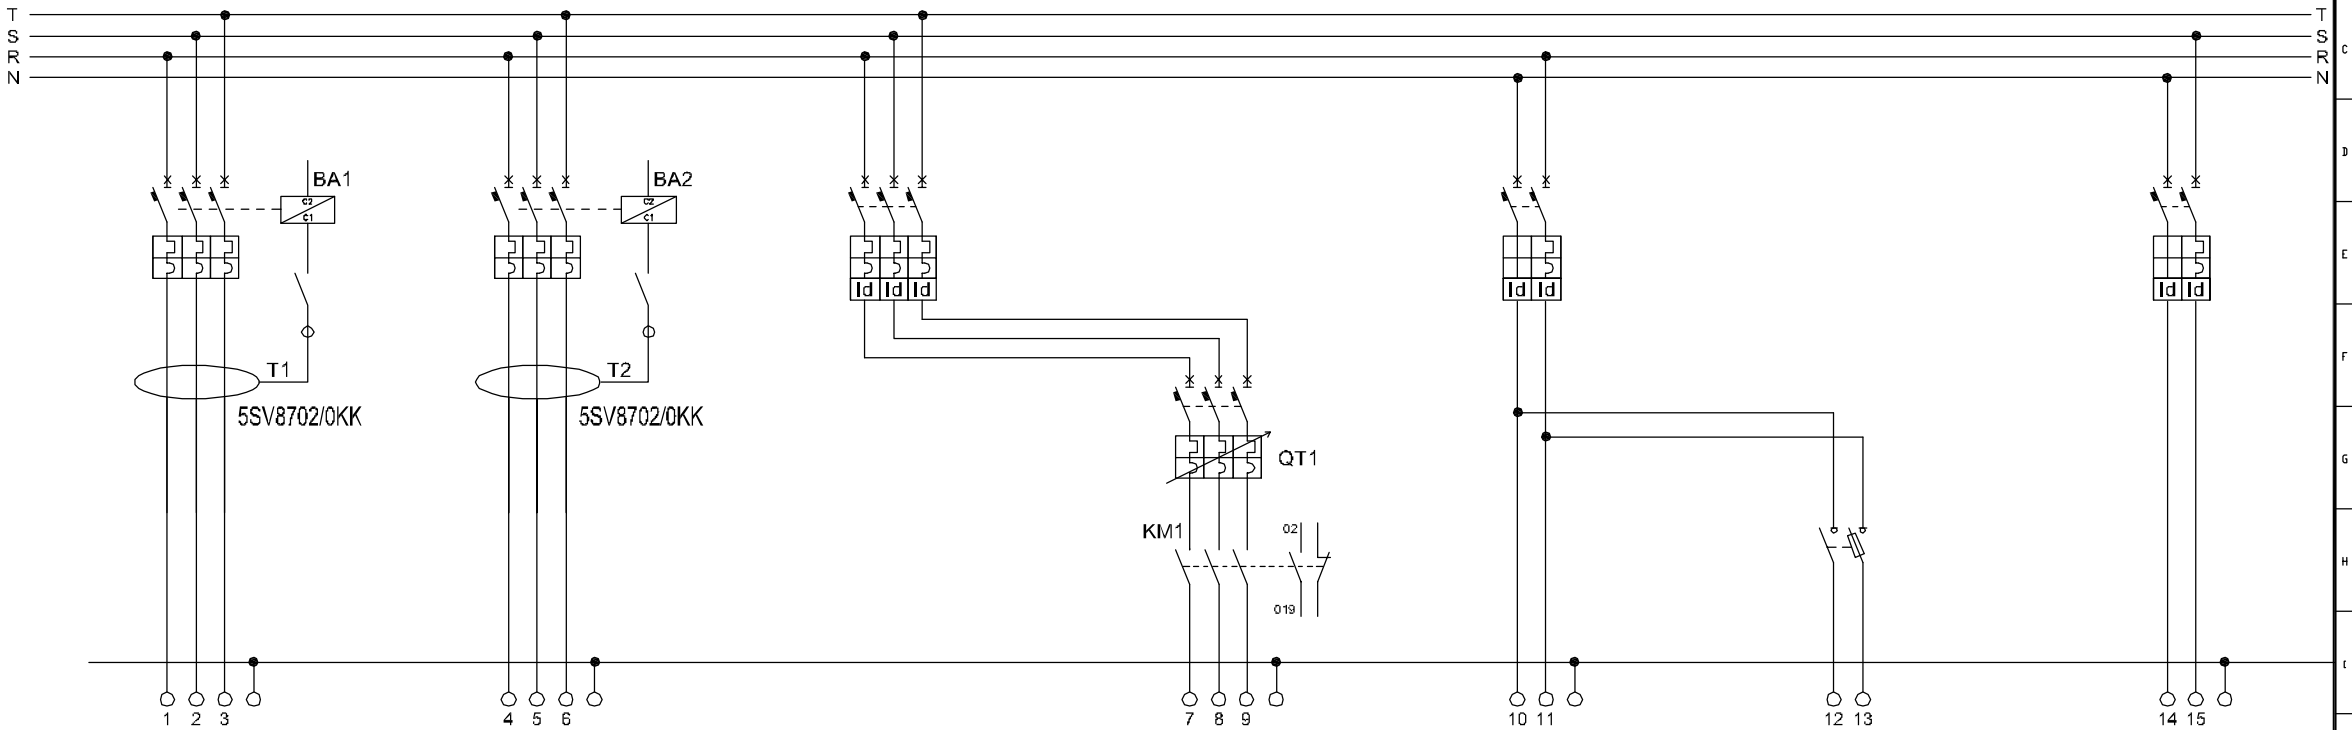 T T
S S
R R
N N
C
D
E
F
G
H
I
BA1 BA2
C2 C2
C1 C1
Id Id Id Id Id Id Id
T1 T2
5SV8702/0KK 5SV8702/0KK
QT1
KM1 02
019
1 2 3 4 5 6 7 8 9 10 11 12 13 14 15